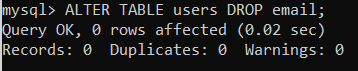 mysql> ALTER TABLE users DROP email;
Query OK, 0 rows affected (0.02 sec)
Records: 0  Duplicates: 0  Warnings: 0